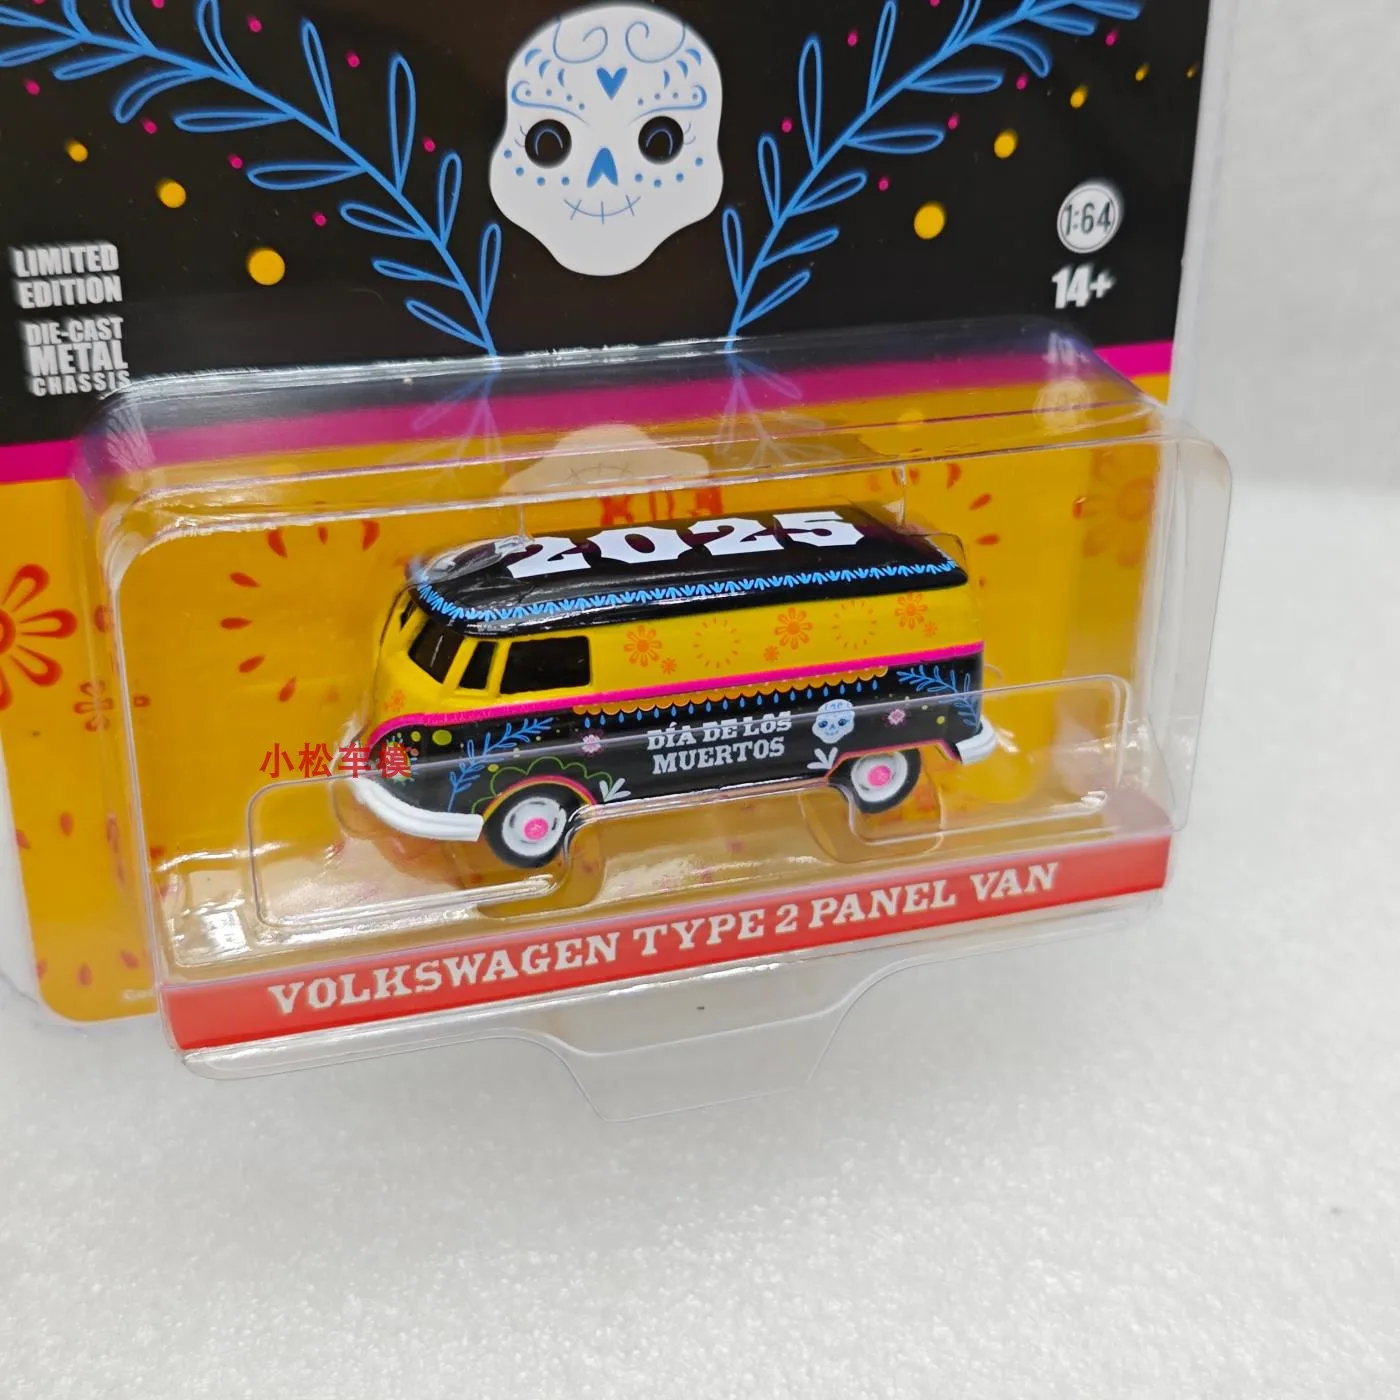 1:64
14+
LIMITED
EDITION
DIE-CAST
METAL
CHASSIS
2025
DÍA DE LOS
MUERTOS
小松车模
VOLKSWAGEN TYPE 2 PANEL VAN